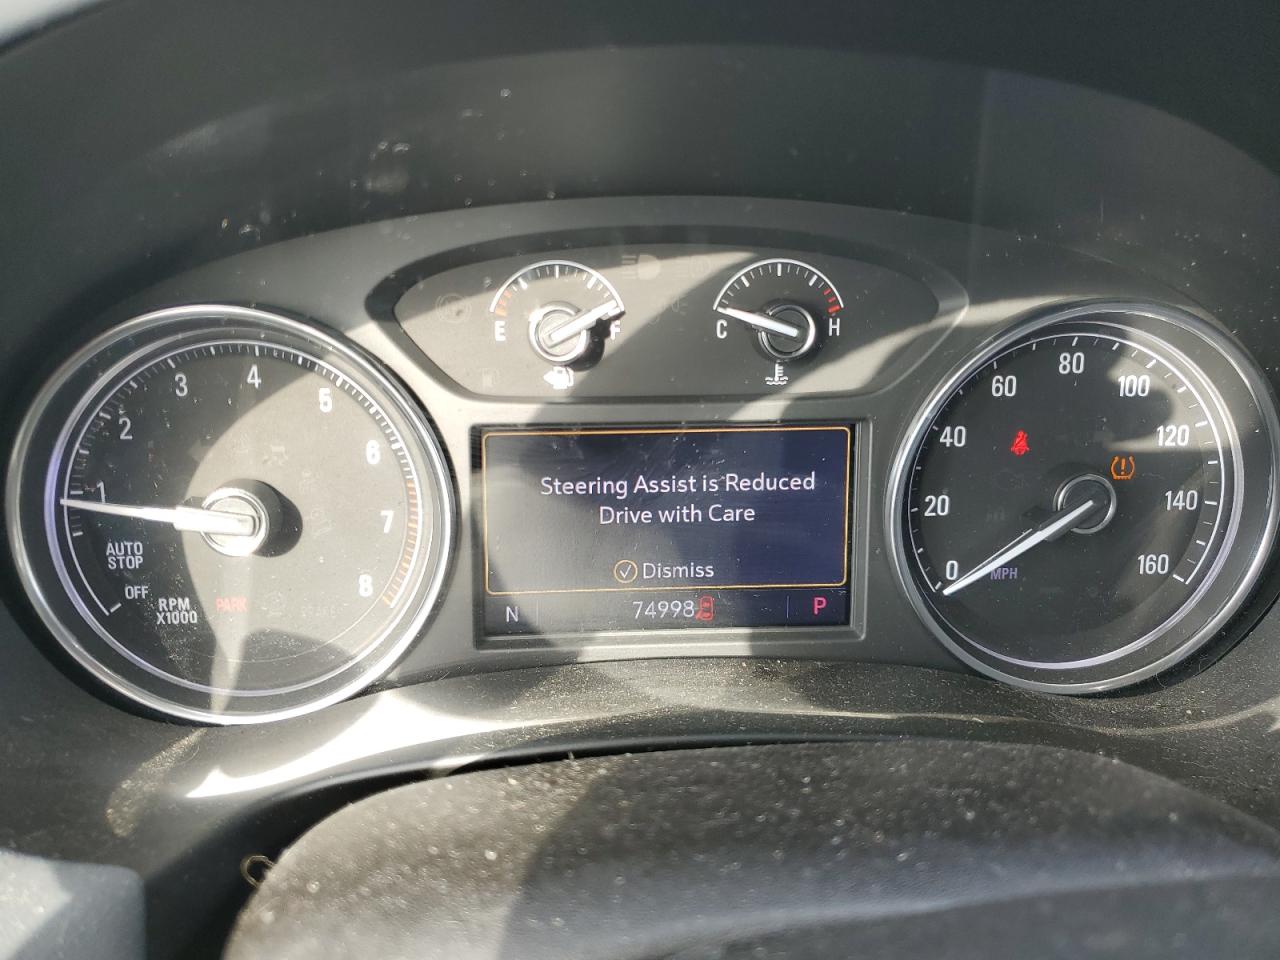 1
2
3
4
5
6
7
8
AUTO
STOP
OFF
RPM
X1000
PARK
E
F
C
H
Steering Assist is Reduced
Drive with Care
Dismiss
N
74998
P
0
20
40
60
80
100
120
140
160
MPH